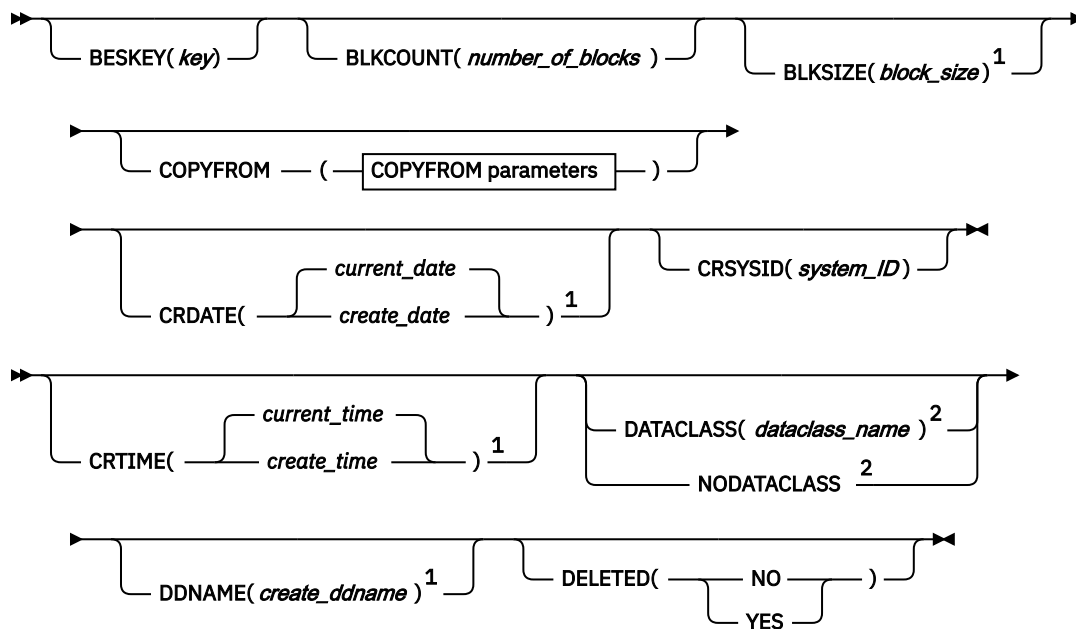 BESKEY( key) BLKCOUNT( number_of_blocks ) BLKSIZE( block_size) 1
COPYFROM ( COPYFROM parameters )
current_date
CRSYSID( system_ID)
CRDATE( create_date ) 1
current_time
DATACLASS( dataclass_name ) 2
CRTIME( create_time ) 1
NODATACLASS 2
DDNAME( create_ddname) 1 DELETED( NO )
YES